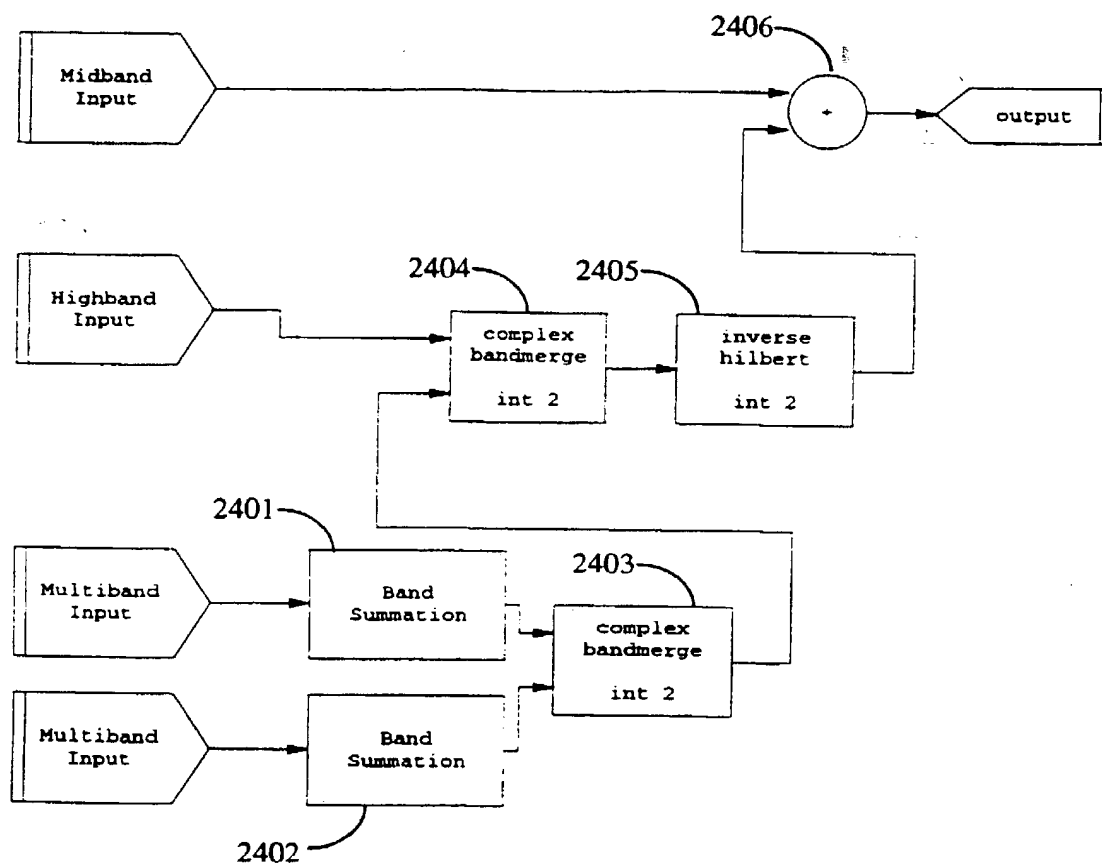 2406
Midband
Input
+
output
Highband
Input
2404
2405
complex
bandmerge
int 2
inverse
hilbert
int 2
2401
2403
Multiband
Input
Band
Summation
complex
bandmerge
int 2
Multiband
Input
Band
Summation
2402